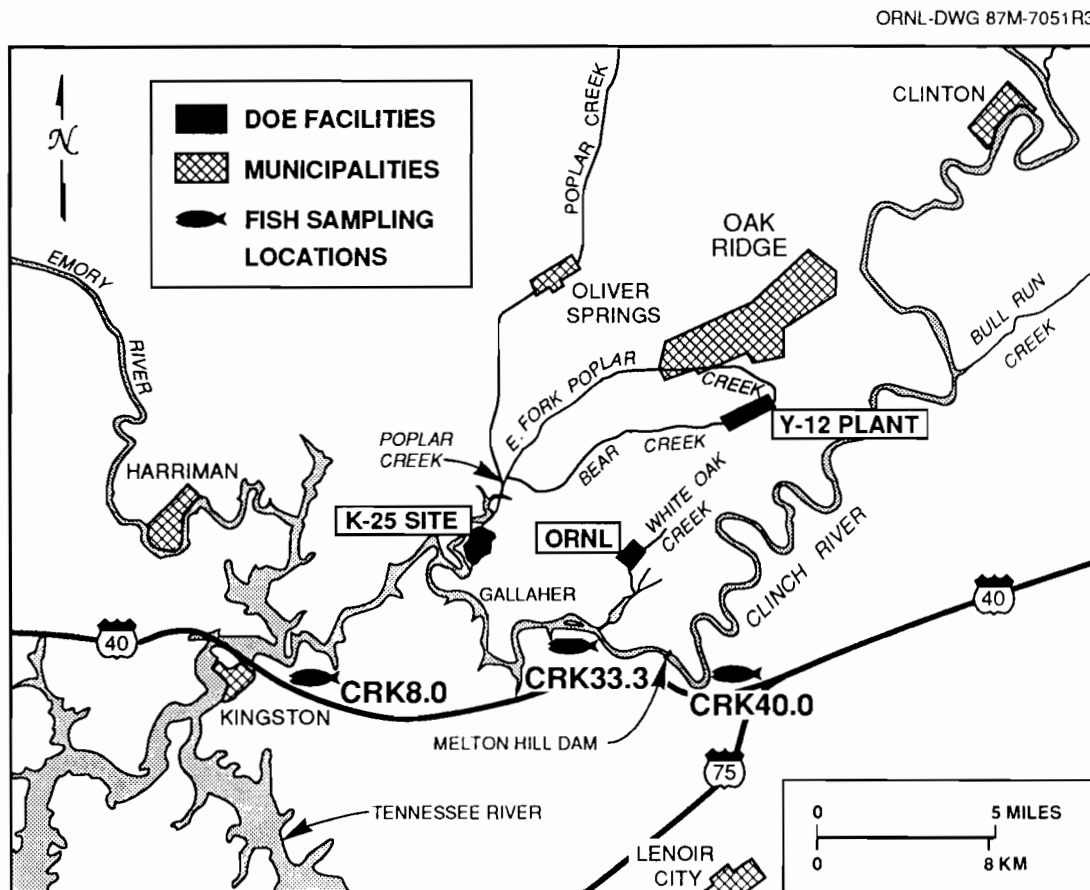 ORNL-DWG 87M-7051R3
N
DOE FACILITIES
MUNICIPALITIES
FISH SAMPLING
LOCATIONS
POPLAR CREEK
CLINTON
EMORY
RIVER
OAK
RIDGE
OLIVER
SPRINGS
BULL RUN
CREEK
E. FORK POPLAR
CREEK
Y-12 PLANT
POPLAR
CREEK
BEAR
CREEK
HARRIMAN
K-25 SITE
ORNL
WHITE OAK
CREEK
CLINCH RIVER
GALLAHER
40
40
CRK8.0
CRK33.3
CRK40.0
KINGSTON
MELTON HILL DAM
75
TENNESSEE RIVER
0
5 MILES
0
8 KM
LENOIR
CITY